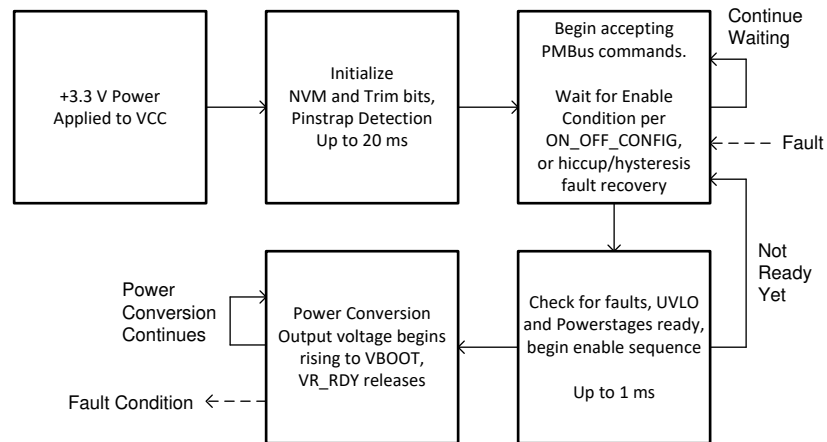 +3.3 V Power
Applied to VCC
Initialize
NVM and Trim bits,
Pinstrap Detection
Up to 20 ms
Begin accepting
PMBus commands.
Wait for Enable
Condition per
ON_OFF_CONFIG,
or hiccup/hysteresis
fault recovery
Continue
Waiting
Fault
Not
Ready
Yet
Check for faults, UVLO
and Powerstages ready,
begin enable sequence
Up to 1 ms
Power Conversion
Output voltage begins
rising to VBOOT,
VR_RDY releases
Power
Conversion
Continues
Fault Condition